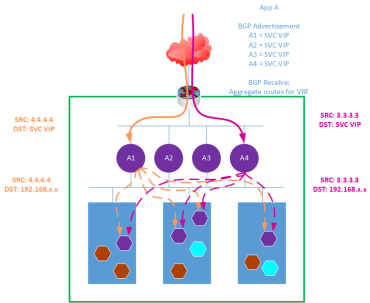 App A
BGP Advertisement
A1 = SVC VIP
A2 = SVC VIP
A3 = SVC VIP
A4 = SVC VIP
BGP Receive:
Aggregate routes for VRF
SRC: 4.4.4.4
DST: SVC VIP
SRC: 3.3.3.3
DST: SVC VIP
A1
A2
A3
A4
SRC: 4.4.4.4
DST: 192.168.x.x
SRC: 3.3.3.3
DST: 192.168.x.x